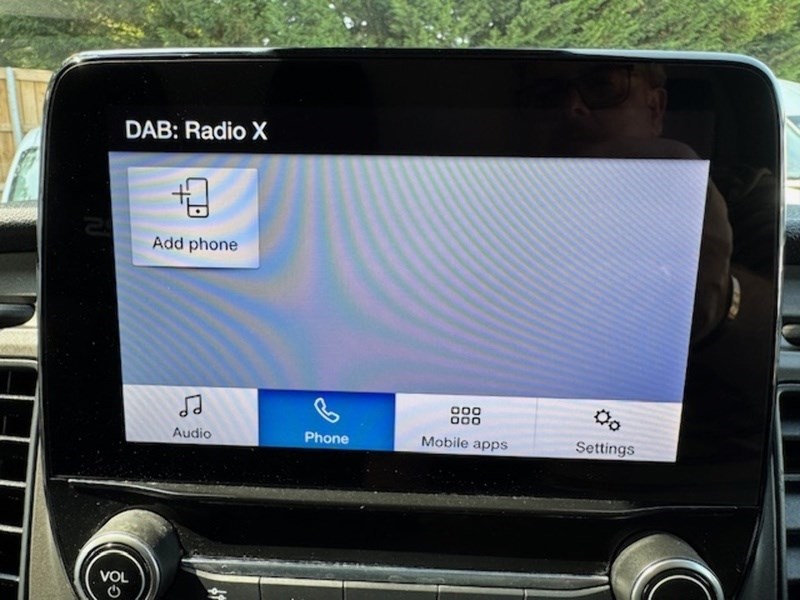 DAB: Radio X
Add phone
Audio
Phone
Mobile apps
Settings
VOL